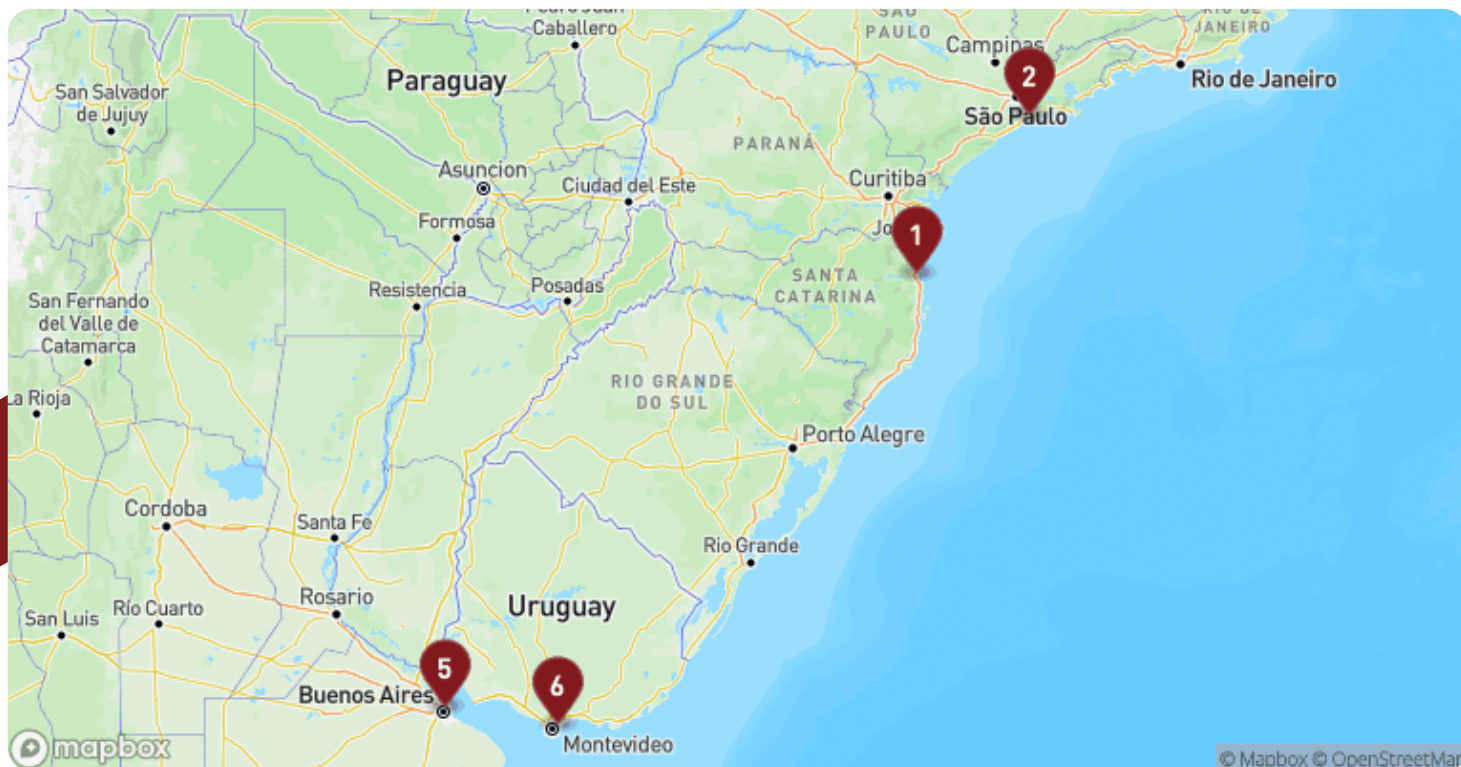 Caballero
SÃO
PAULO
RIO DE
JANEIRO
Campinas
Paraguay
2
Rio de Janeiro
San Salvador
de Jujuy
São Paulo
PARANÁ
Asuncion
Ciudad del Este
Curitiba
Formosa
1
SANTA
CATARINA
Resistencia
Posadas
San Fernando
del Valle de
Catamarca
La Rioja
RIO GRANDE
DO SUL
Porto Alegre
Cordoba
Santa Fe
Rio Grande
Rosario
Uruguay
San Luis
Río Cuarto
5
6
Buenos Aires
Montevideo
mapbox
© Mapbox © OpenStreetMap